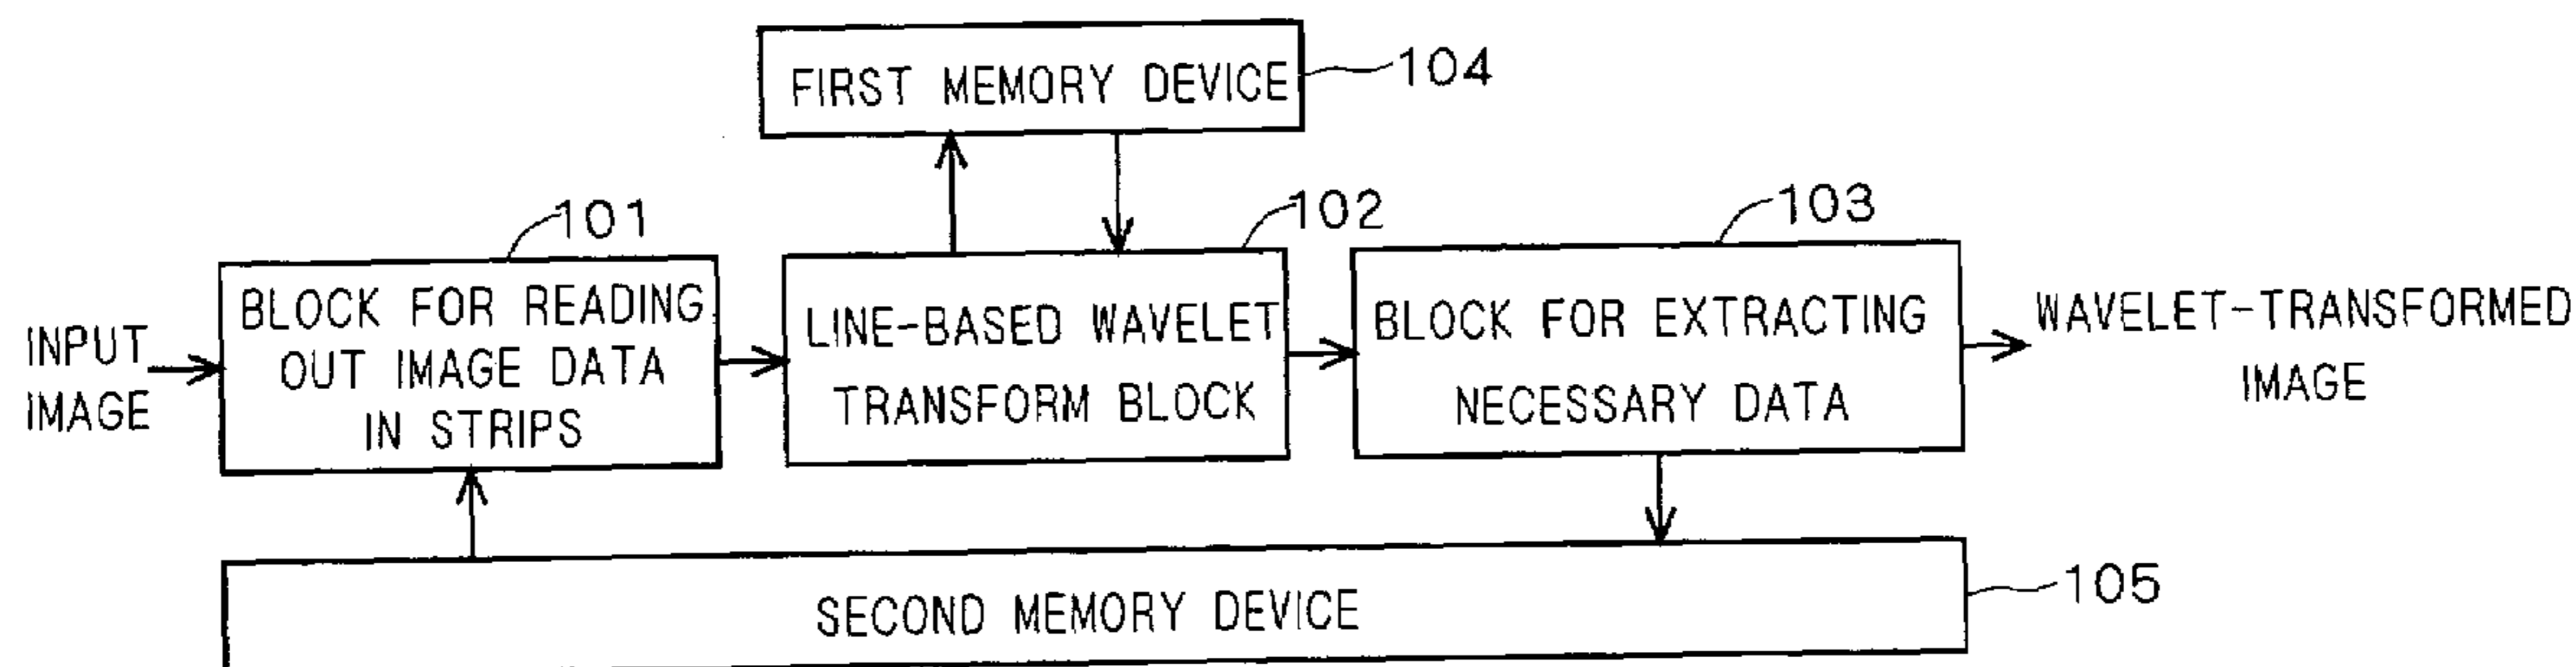 FIRST MEMORY DEVICE
104
101
102
103
INPUT
IMAGE
BLOCK FOR READING
OUT IMAGE DATA
IN STRIPS
LINE-BASED WAVELET
TRANSFORM BLOCK
BLOCK FOR EXTRACTING
NECESSARY DATA
WAVELET-TRANSFORMED
IMAGE
SECOND MEMORY DEVICE
105